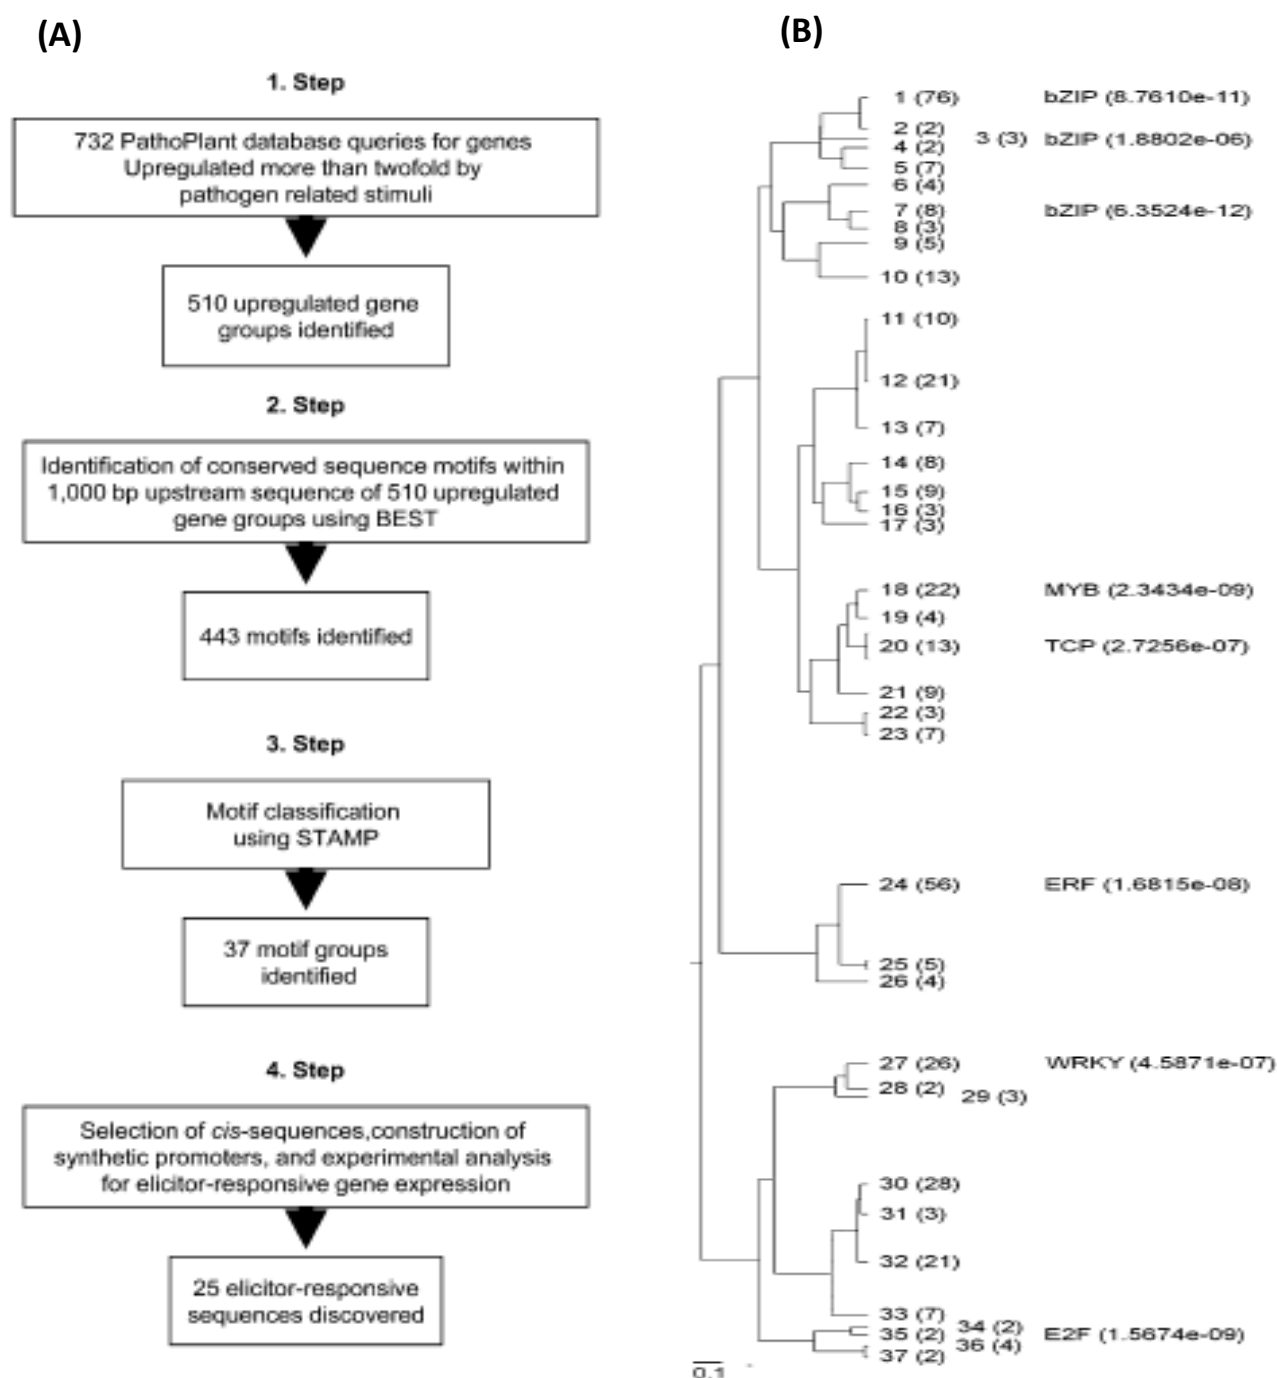 (A)
1. Step
732 PathoPlant database queries for genes
Upregulated more than twofold by
pathogen related stimuli
510 upregulated gene
groups identified
2. Step
Identification of conserved sequence motifs within
1,000 bp upstream sequence of 510 upregulated
gene groups using BEST
443 motifs identified
3. Step
Motif classification
using STAMP
37 motif groups
identified
4. Step
Selection of cis-sequences,construction of
synthetic promoters, and experimental analysis
for elicitor-responsive gene expression
25 elicitor-responsive
sequences discovered
(B)
1 (76) bZIP (8.7610e-11)
2 (2)
3 (3) bZIP (1.8802e-06)
4 (2)
5 (7)
6 (4)
7 (8) bZIP (6.3524e-12)
8 (3)
9 (5)
10 (13)
11 (10)
12 (21)
13 (7)
14 (8)
15 (9)
16 (3)
17 (3)
18 (22) MYB (2.3434e-09)
19 (4)
20 (13) TCP (2.7256e-07)
21 (9)
22 (3)
23 (7)
24 (56) ERF (1.6815e-08)
25 (5)
26 (4)
27 (26) WRKY (4.5871e-07)
28 (2)
29 (3)
30 (28)
31 (3)
32 (21)
33 (7)
34 (2)
35 (2) E2F (1.5674e-09)
36 (4)
37 (2)
0.1